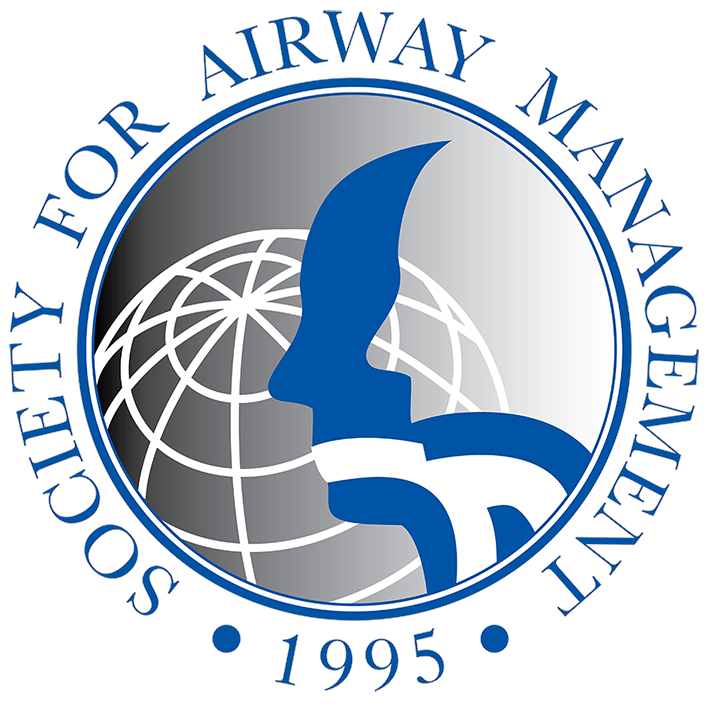 SOCIETY FOR AIRWAY MANAGEMENT
• 1995 •